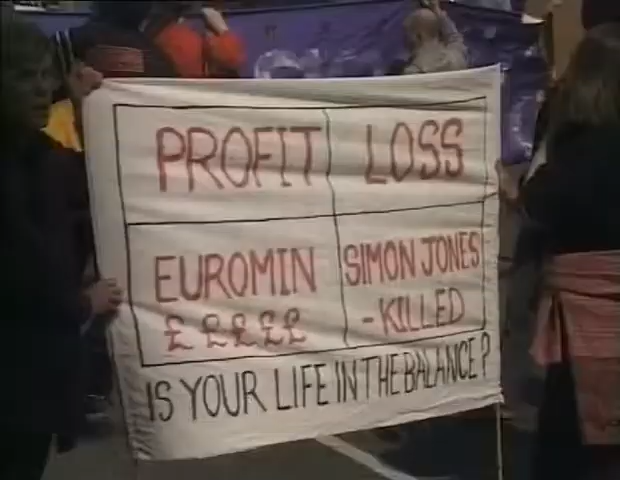 PROFIT LOSS
EUROMIN SIMON JONES
£££££ -KILLED
IS YOUR LIFE IN THE BALANCE?